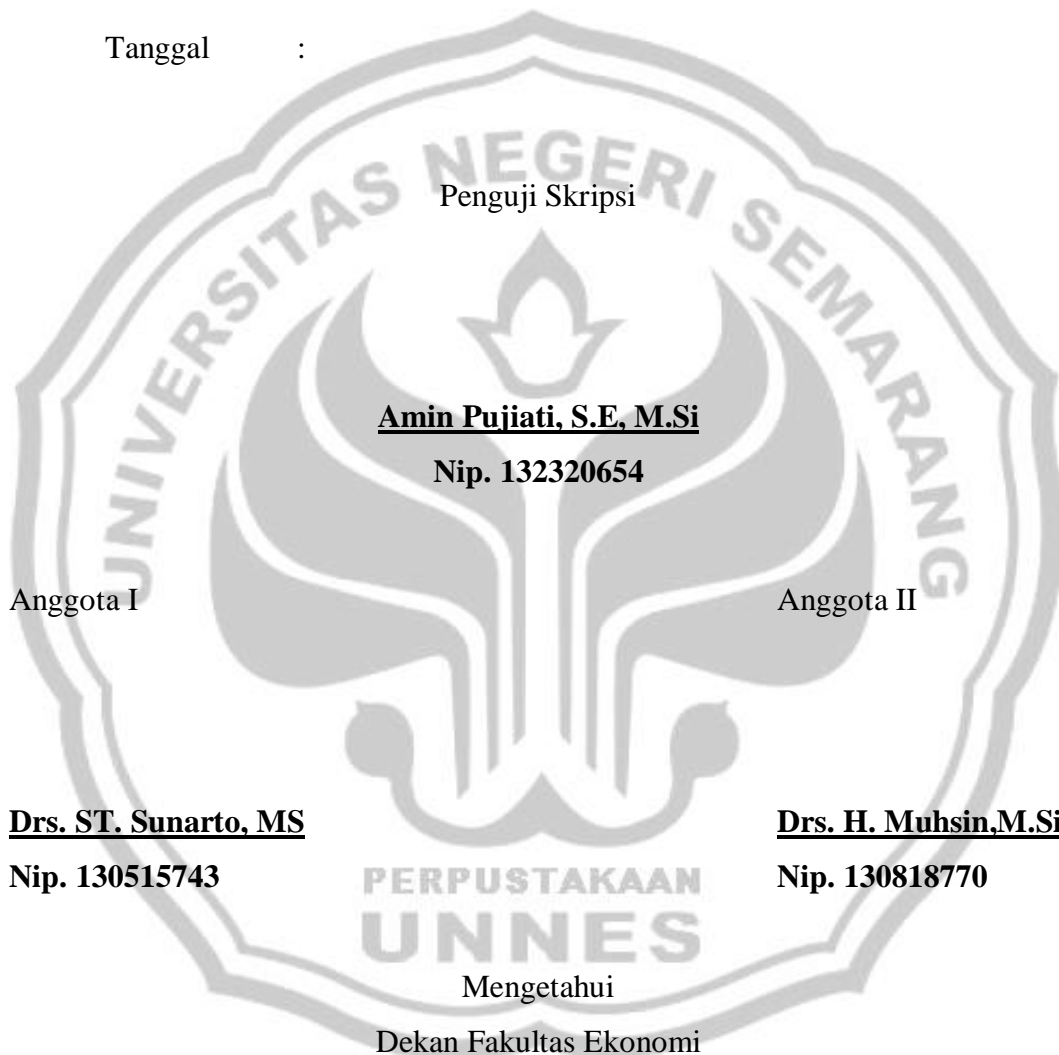 Tanggal :
UNIVERSITAS NEGERI SEMARANG
Penguji Skripsi
Amin Pujiati, S.E, M.Si
Nip. 132320654
Anggota I Anggota II
Drs. ST. Sunarto, MS Drs. H. Muhsin,M.Si
Nip. 130515743 Nip. 130818770
PERPUSTAKAAN
UNNES
Mengetahui
Dekan Fakultas Ekonomi